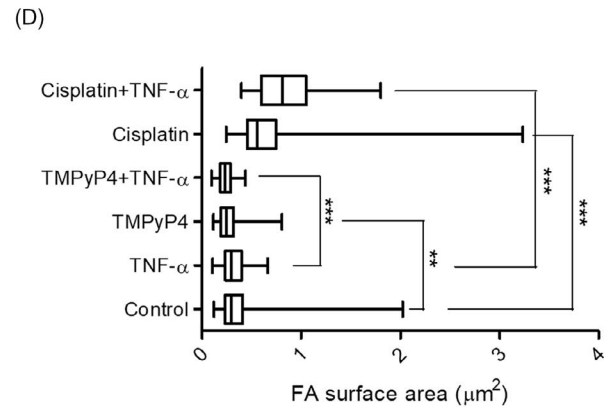 (D)
Cisplatin+TNF-α
Cisplatin
TMPyP4+TNF-α
TMPyP4
TNF-α
Control
***
**
***
***
0 1 2 3 4
FA surface area (μm²)